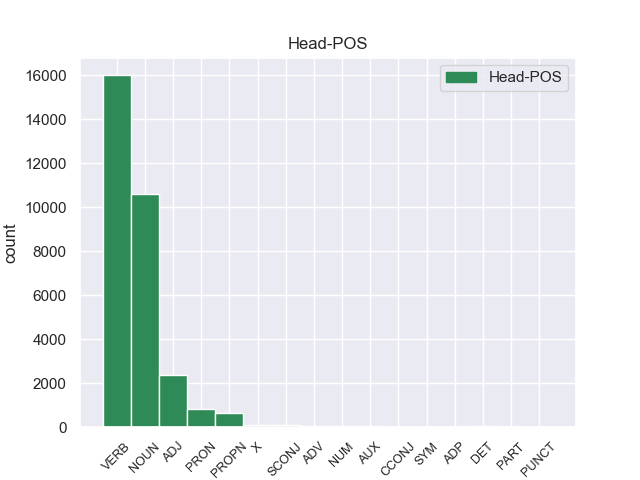 Head-POS
Head-POS
16000
14000
12000
10000
8000
6000
4000
2000
0
count
VERB NOUN ADJ PRON PROPN X SCONJ ADV NUM AUX CCONJ SYM ADP DET PART PUNCT